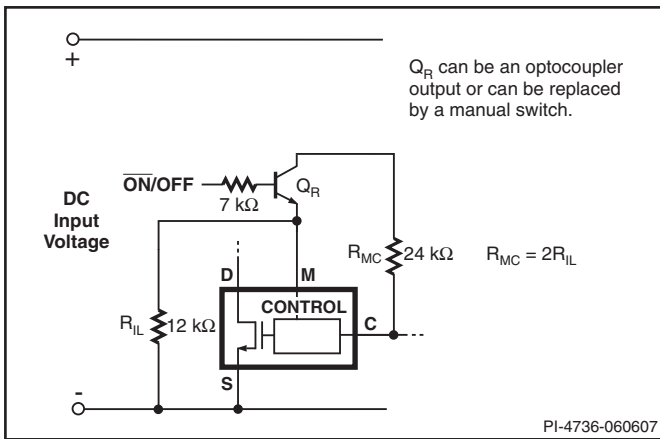 +
Q_R can be an optocoupler
output or can be replaced
by a manual switch.
O̅N̅/OFF
Q_R
7 kΩ
DC
Input
Voltage
R_MC 24 kΩ R_MC = 2R_IL
D
M
CONTROL
C
R_IL 12 kΩ
S
-
PI-4736-060607